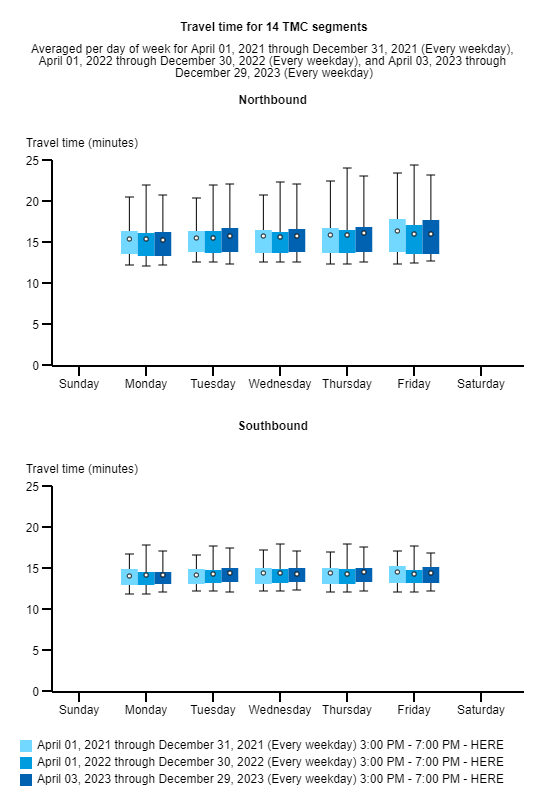 Travel time for 14 TMC segments
Averaged per day of week for April 01, 2021 through December 31, 2021 (Every weekday),
April 01, 2022 through December 30, 2022 (Every weekday), and April 03, 2023 through
December 29, 2023 (Every weekday)
Northbound
Travel time (minutes)
25
20
15
10
5
0
Sunday Monday Tuesday Wednesday Thursday Friday Saturday
Southbound
Travel time (minutes)
25
20
15
10
5
0
Sunday Monday Tuesday Wednesday Thursday Friday Saturday
April 01, 2021 through December 31, 2021 (Every weekday) 3:00 PM - 7:00 PM - HERE
April 01, 2022 through December 30, 2022 (Every weekday) 3:00 PM - 7:00 PM - HERE
April 03, 2023 through December 29, 2023 (Every weekday) 3:00 PM - 7:00 PM - HERE